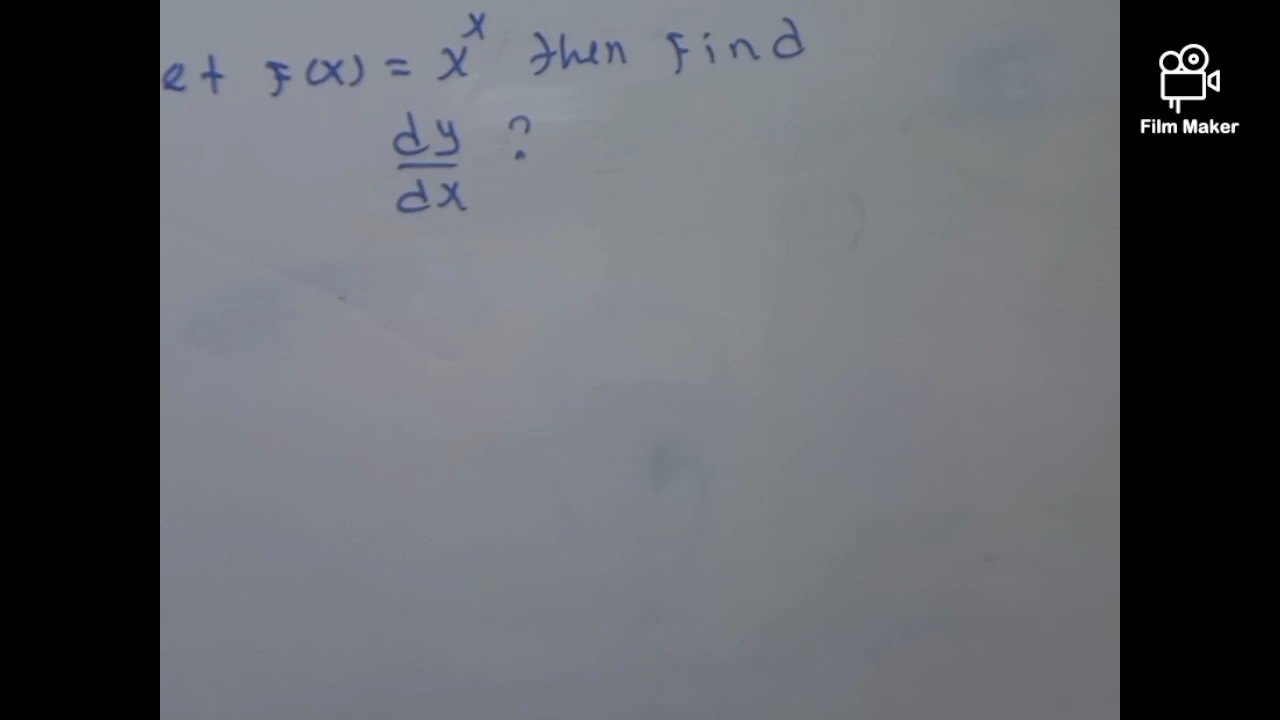 et F(x) = x^x then find
dy/dx ?
Film Maker